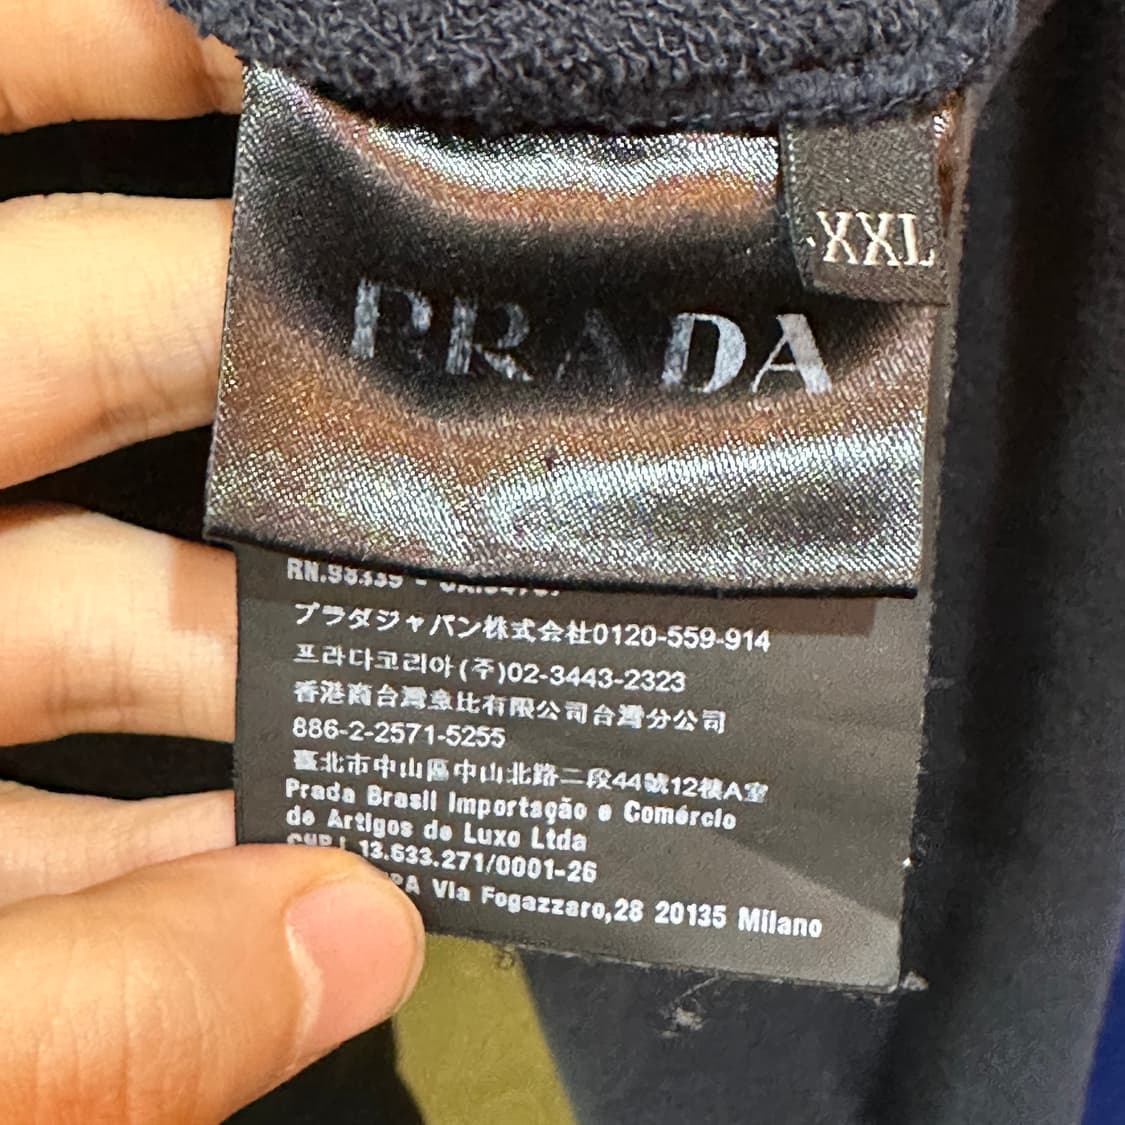 XXL
PRADA
RN.98339 -
プラダジャパン株式会社0120-559-914
프라다코리아(주)02-3443-2323
香港商台灣普比有限公司台灣分公司
886-2-2571-5255
臺北市中山區中山北路二段44號12樓A室
Prada Brasil Importação e Comércio
de Artigos de Luxo Ltda
13.633.271/0001-26
Via Fogazzaro,28 20135 Milano